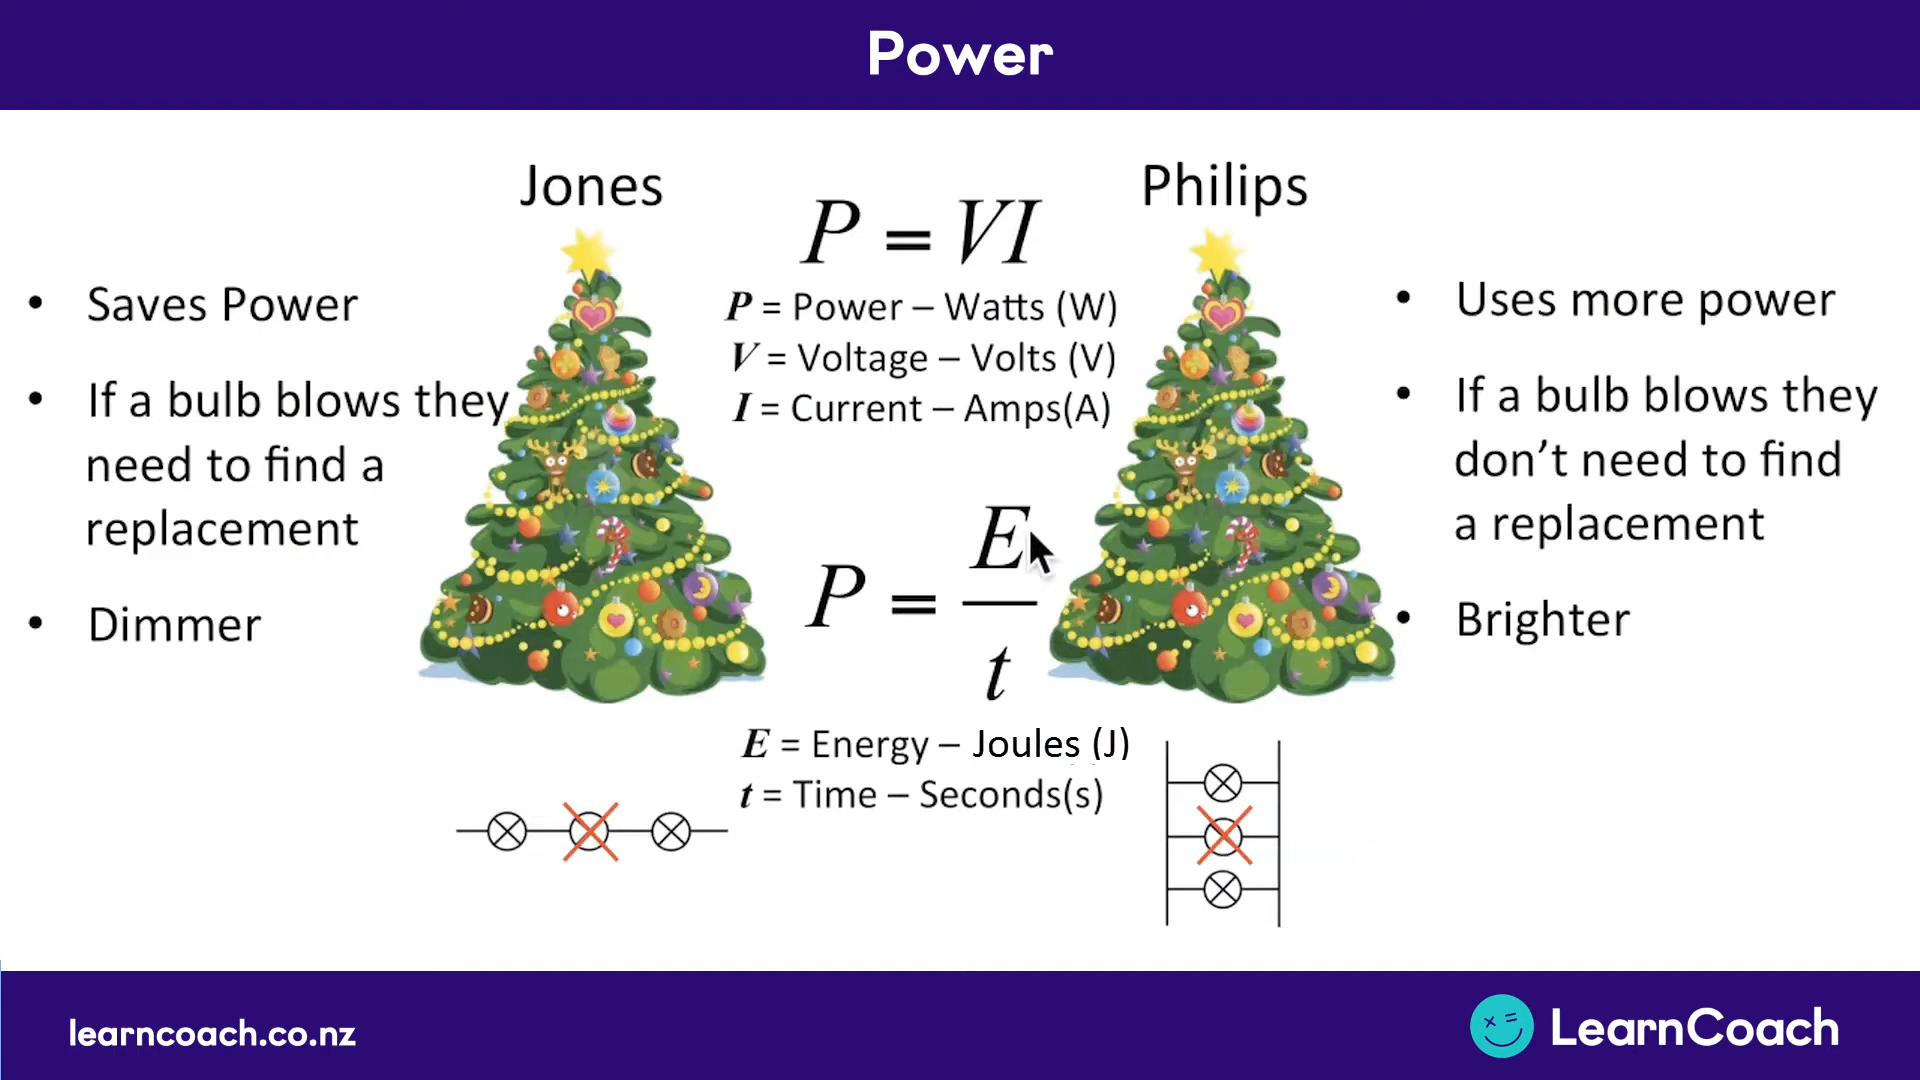 Power
Jones
• Saves Power
• If a bulb blows they
need to find a
replacement
• Dimmer
P = VI
P = Power – Watts (W)
V = Voltage – Volts (V)
I = Current – Amps(A)
P = E / t
E = Energy – Joules (J)
t = Time – Seconds(s)
Philips
• Uses more power
• If a bulb blows they
don’t need to find
a replacement
• Brighter
learncoach.co.nz
LearnCoach